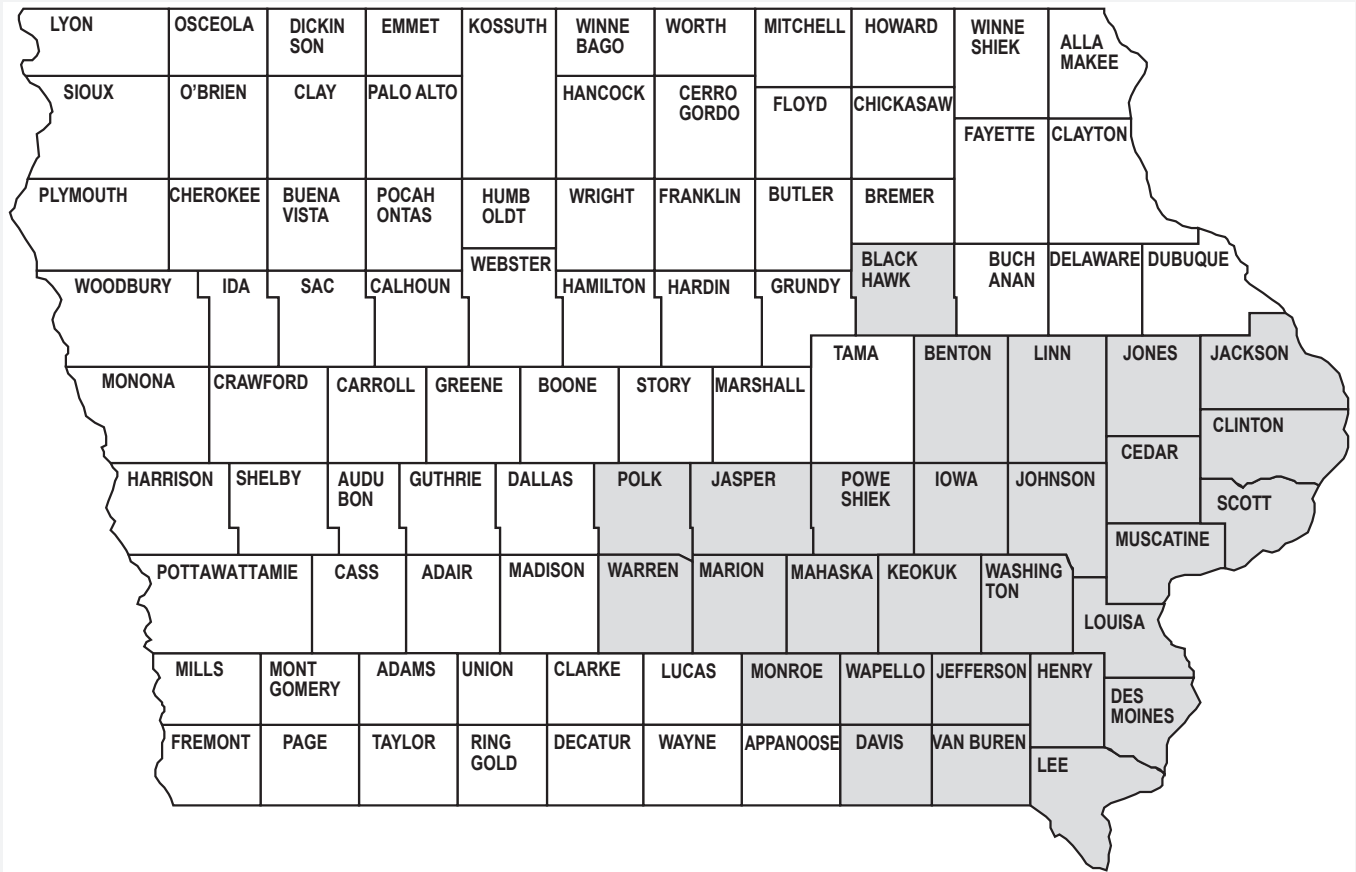 LYON
OSCEOLA
DICKIN
SON
EMMET
KOSSUTH
WINNE
BAGO
WORTH
MITCHELL
HOWARD
WINNE
SHIEK
ALLA
MAKEE
SIOUX
O'BRIEN
CLAY
PALO ALTO
HANCOCK
CERRO
GORDO
FLOYD
CHICKASAW
FAYETTE
CLAYTON
PLYMOUTH
CHEROKEE
BUENA
VISTA
POCAH
ONTAS
HUMB
OLDT
WRIGHT
FRANKLIN
BUTLER
BREMER
WEBSTER
BLACK
HAWK
BUCH
ANAN
DELAWARE
DUBUQUE
WOODBURY
IDA
SAC
CALHOUN
HAMILTON
HARDIN
GRUNDY
TAMA
BENTON
LINN
JONES
JACKSON
MONONA
CRAWFORD
CARROLL
GREENE
BOONE
STORY
MARSHALL
CLINTON
CEDAR
HARRISON
SHELBY
AUDU
BON
GUTHRIE
DALLAS
POLK
JASPER
POWE
SHIEK
IOWA
JOHNSON
SCOTT
MUSCATINE
POTTAWATTAMIE
CASS
ADAIR
MADISON
WARREN
MARION
MAHASKA
KEOKUK
WASHING
TON
LOUISA
MILLS
MONT
GOMERY
ADAMS
UNION
CLARKE
LUCAS
MONROE
WAPELLO
JEFFERSON
HENRY
DES
MOINES
FREMONT
PAGE
TAYLOR
RING
GOLD
DECATUR
WAYNE
APPANOOSE
DAVIS
VAN BUREN
LEE